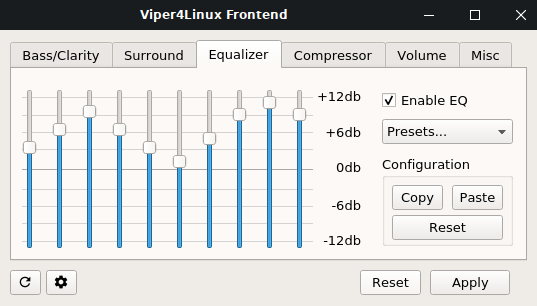 Viper4Linux Frontend
Bass/Clarity Surround Equalizer Compressor Volume Misc
+12db
+6db
0db
-6db
-12db
Enable EQ
Presets...
Configuration
Copy Paste
Reset
Reset Apply